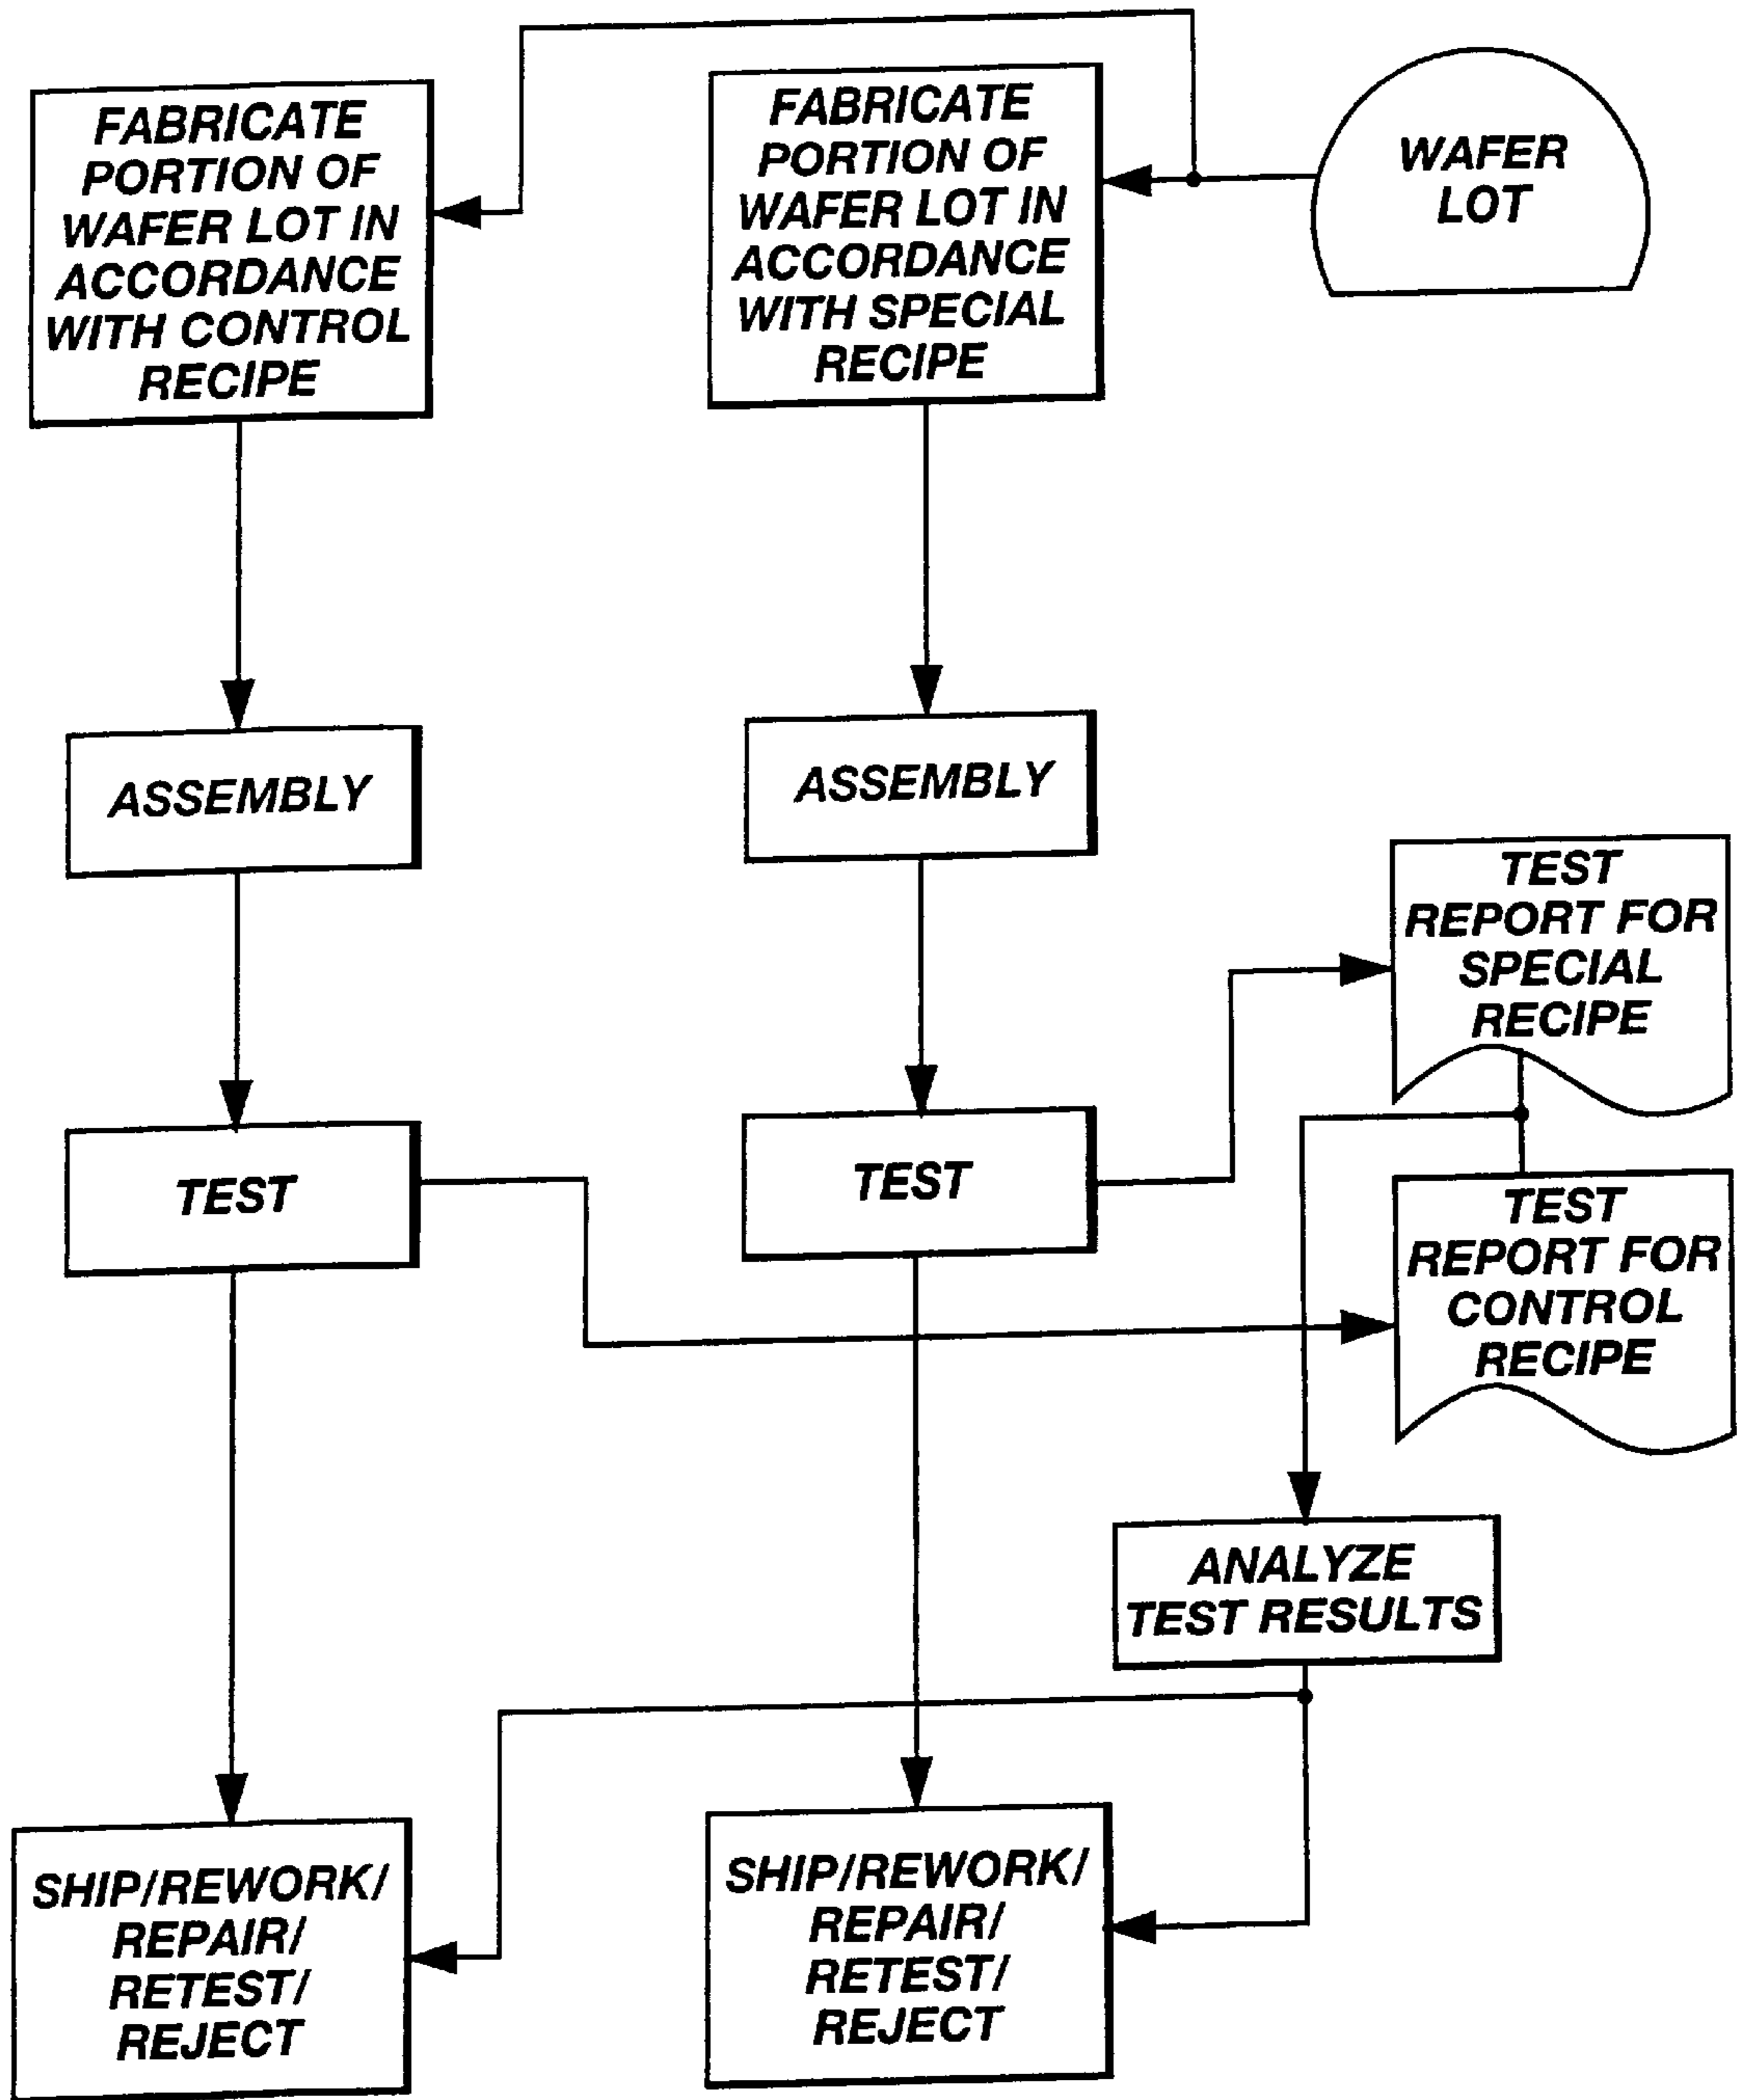 FABRICATE
PORTION OF
WAFER LOT IN
ACCORDANCE
WITH CONTROL
RECIPE
FABRICATE
PORTION OF
WAFER LOT IN
ACCORDANCE
WITH SPECIAL
RECIPE
WAFER
LOT
ASSEMBLY
ASSEMBLY
TEST
REPORT FOR
SPECIAL
RECIPE
TEST
TEST
TEST
REPORT FOR
CONTROL
RECIPE
ANALYZE
TEST RESULTS
SHIP/REWORK/
REPAIR/
RETEST/
REJECT
SHIP/REWORK/
REPAIR/
RETEST/
REJECT